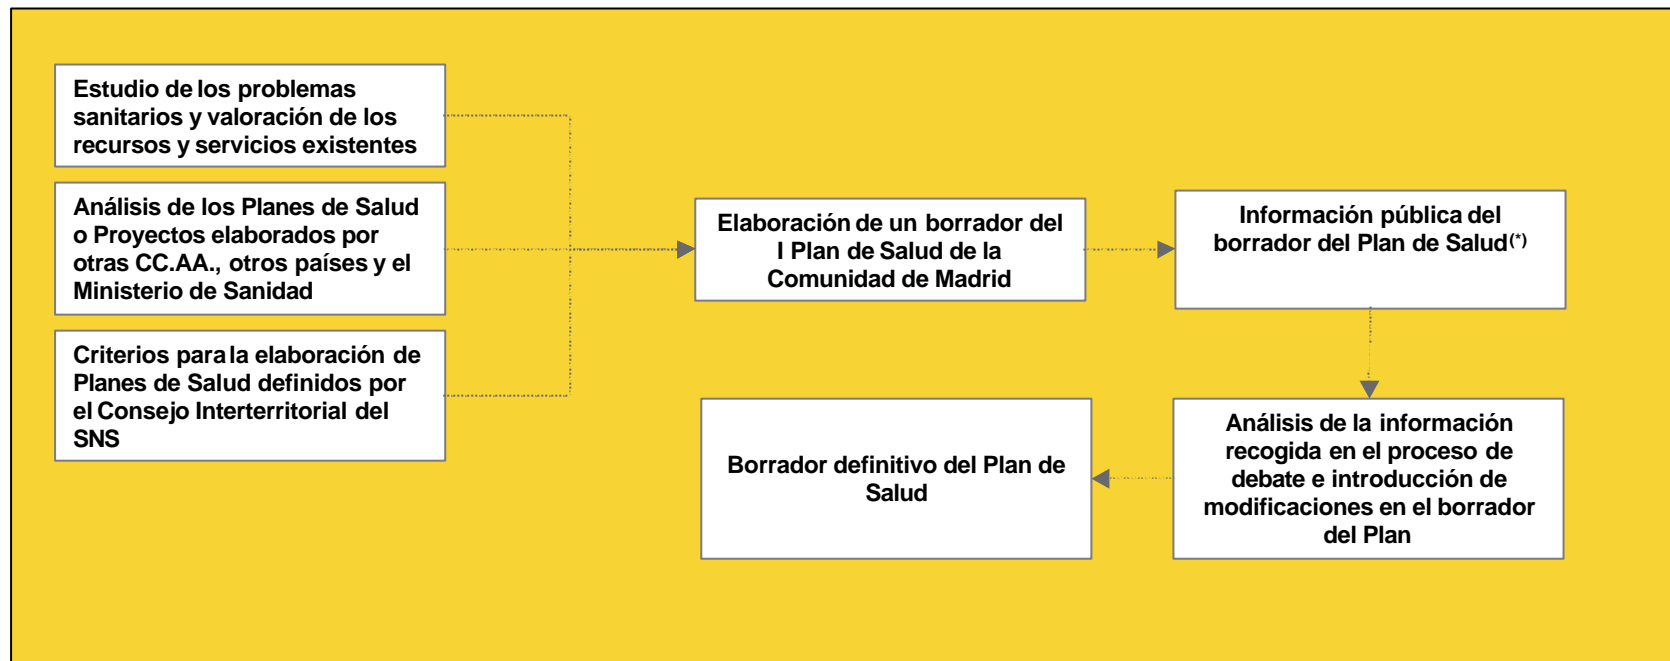 Estudio de los problemas
sanitarios y valoración de los
recursos y servicios existentes
Análisis de los Planes de Salud
o Proyectos elaborados por
otras CC.AA., otros países y el
Ministerio de Sanidad
Criterios para la elaboración de
Planes de Salud definidos por
el Consejo Interterritorial del
SNS
Elaboración de un borrador del
I Plan de Salud de la
Comunidad de Madrid
Información pública del
borrador del Plan de Salud(*)
Análisis de la información
recogida en el proceso de
debate e introducción de
modificaciones en el borrador
del Plan
Borrador definitivo del Plan de
Salud